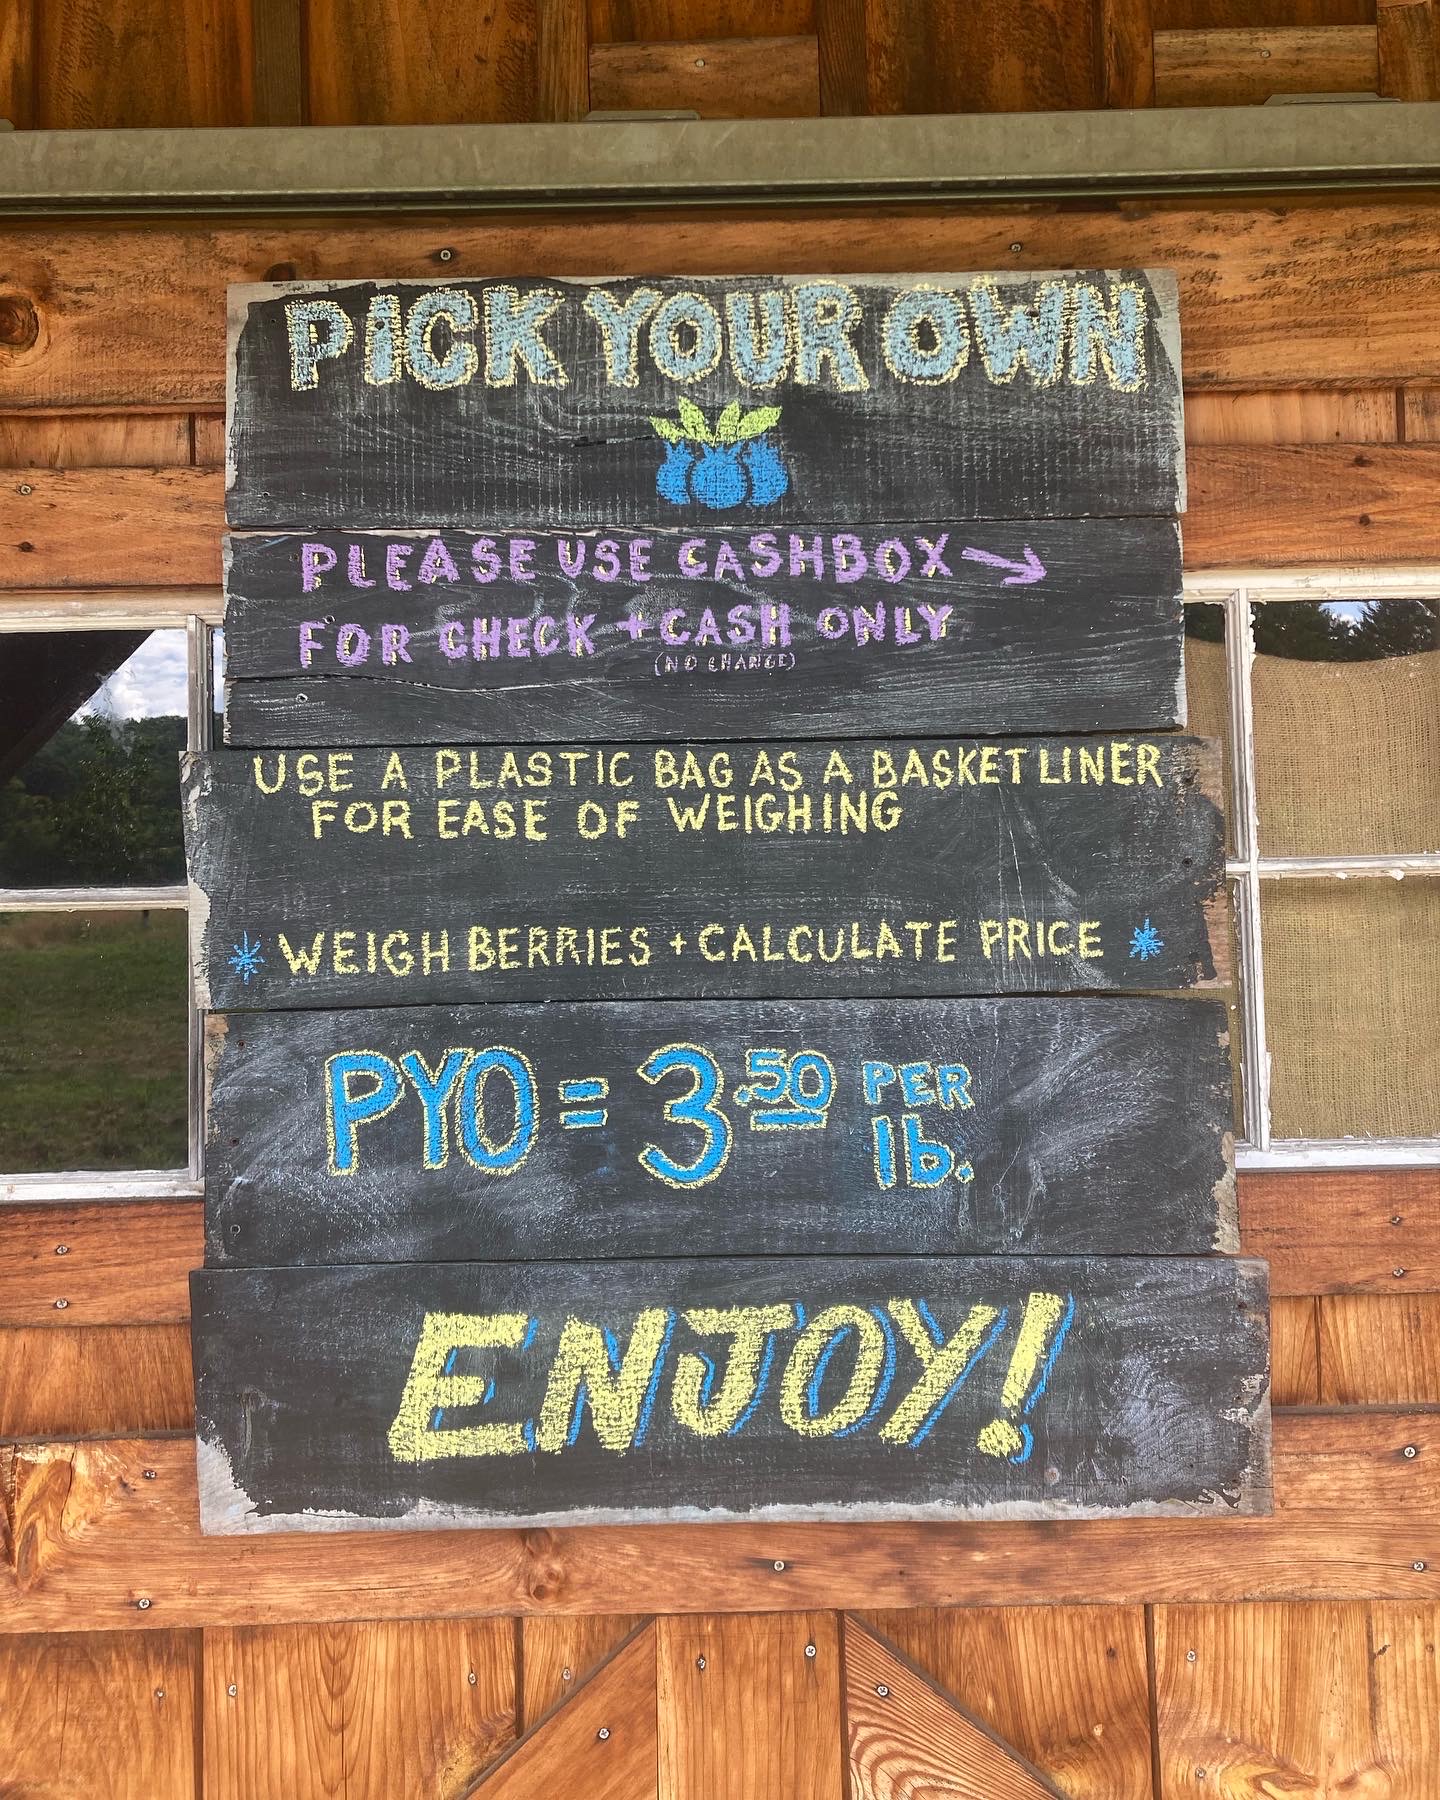 PICK YOUR OWN
PLEASE USE CASHBOX →
FOR CHECK + CASH ONLY
(NO CHANGE)
USE A PLASTIC BAG AS A BASKET LINER
FOR EASE OF WEIGHING
* WEIGH BERRIES + CALCULATE PRICE *
PYO = 3.50 PER
lb.
ENJOY!